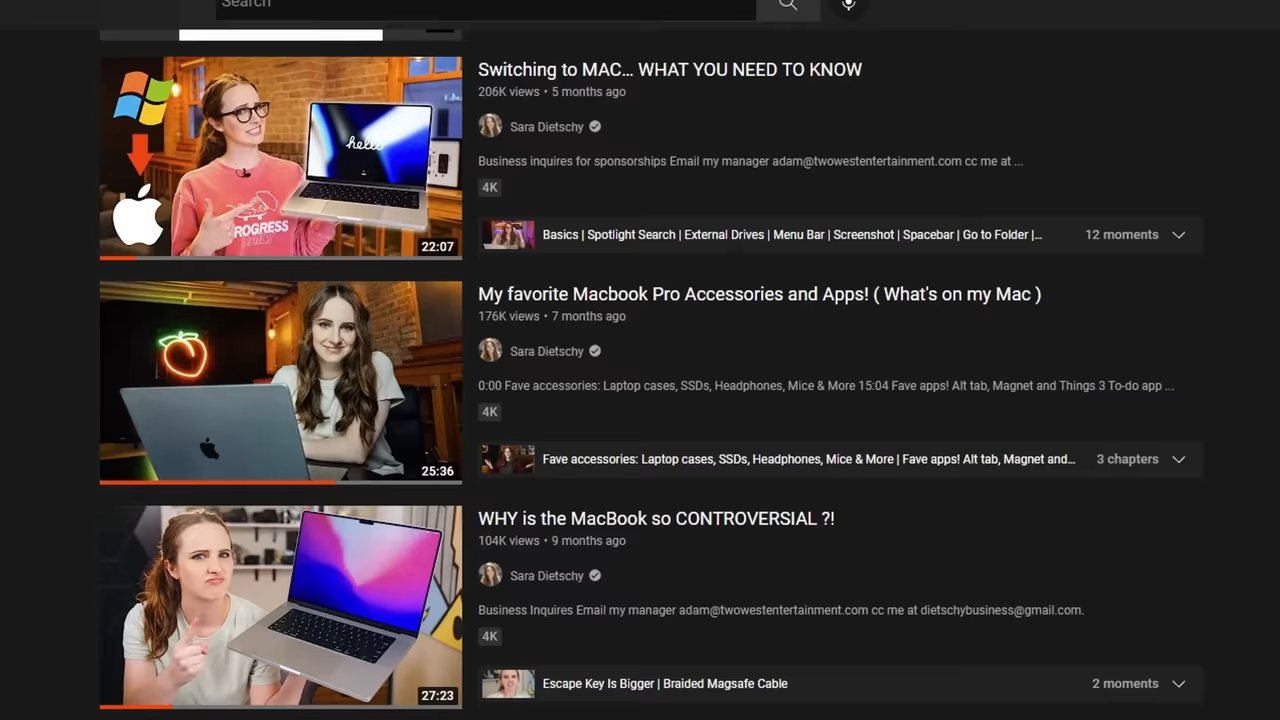 Search
Switching to MAC... WHAT YOU NEED TO KNOW
206K views • 5 months ago
Sara Dietschy
Business inquires for sponsorships Email my manager adam@twowestentertainment.com cc me at ...
4K
hello
PROGRESS
DAILY
22:07
Basics | Spotlight Search | External Drives | Menu Bar | Screenshot | Spacebar | Go to Folder |...
12 moments
My favorite Macbook Pro Accessories and Apps! ( What's on my Mac )
176K views • 7 months ago
Sara Dietschy
0:00 Fave accessories: Laptop cases, SSDs, Headphones, Mice & More 15:04 Fave apps! Alt tab, Magnet and Things 3 To-do app ...
4K
25:36
Fave accessories: Laptop cases, SSDs, Headphones, Mice & More | Fave apps! Alt tab, Magnet and...
3 chapters
WHY is the MacBook so CONTROVERSIAL ?!
104K views • 9 months ago
Sara Dietschy
Business Inquires Email my manager adam@twowestentertainment.com cc me at dietschybusiness@gmail.com.
4K
27:23
Escape Key Is Bigger | Braided Magsafe Cable
2 moments